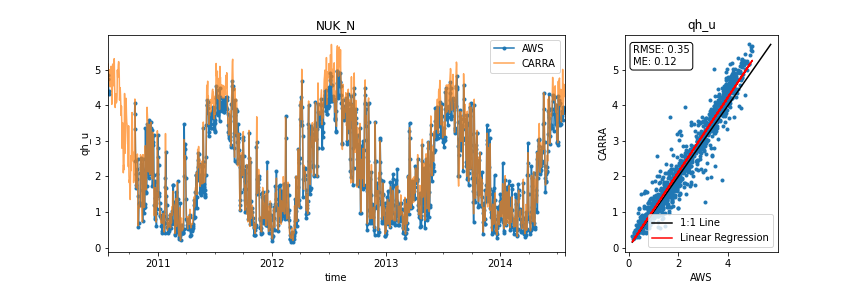 NUK_N
qh_u
AWS
CARRA
5
4
3
2
1
0
qh_u
2011
2012
2013
2014
time
RMSE: 0.35
ME: 0.12
5
4
3
2
1
0
CARRA
1:1 Line
Linear Regression
0
2
4
AWS